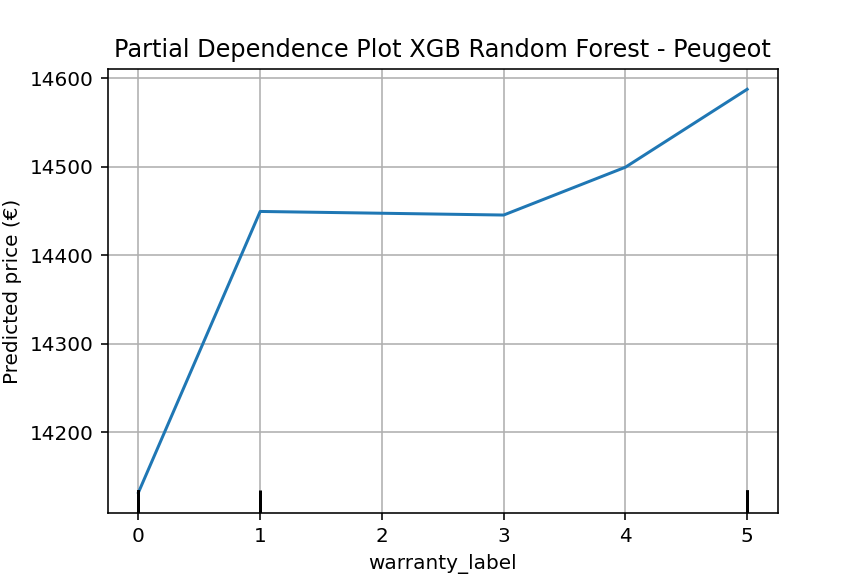 Partial Dependence Plot XGB Random Forest - Peugeot
14600
14500
14400
14300
14200
Predicted price (€)
0 1 2 3 4 5
warranty_label